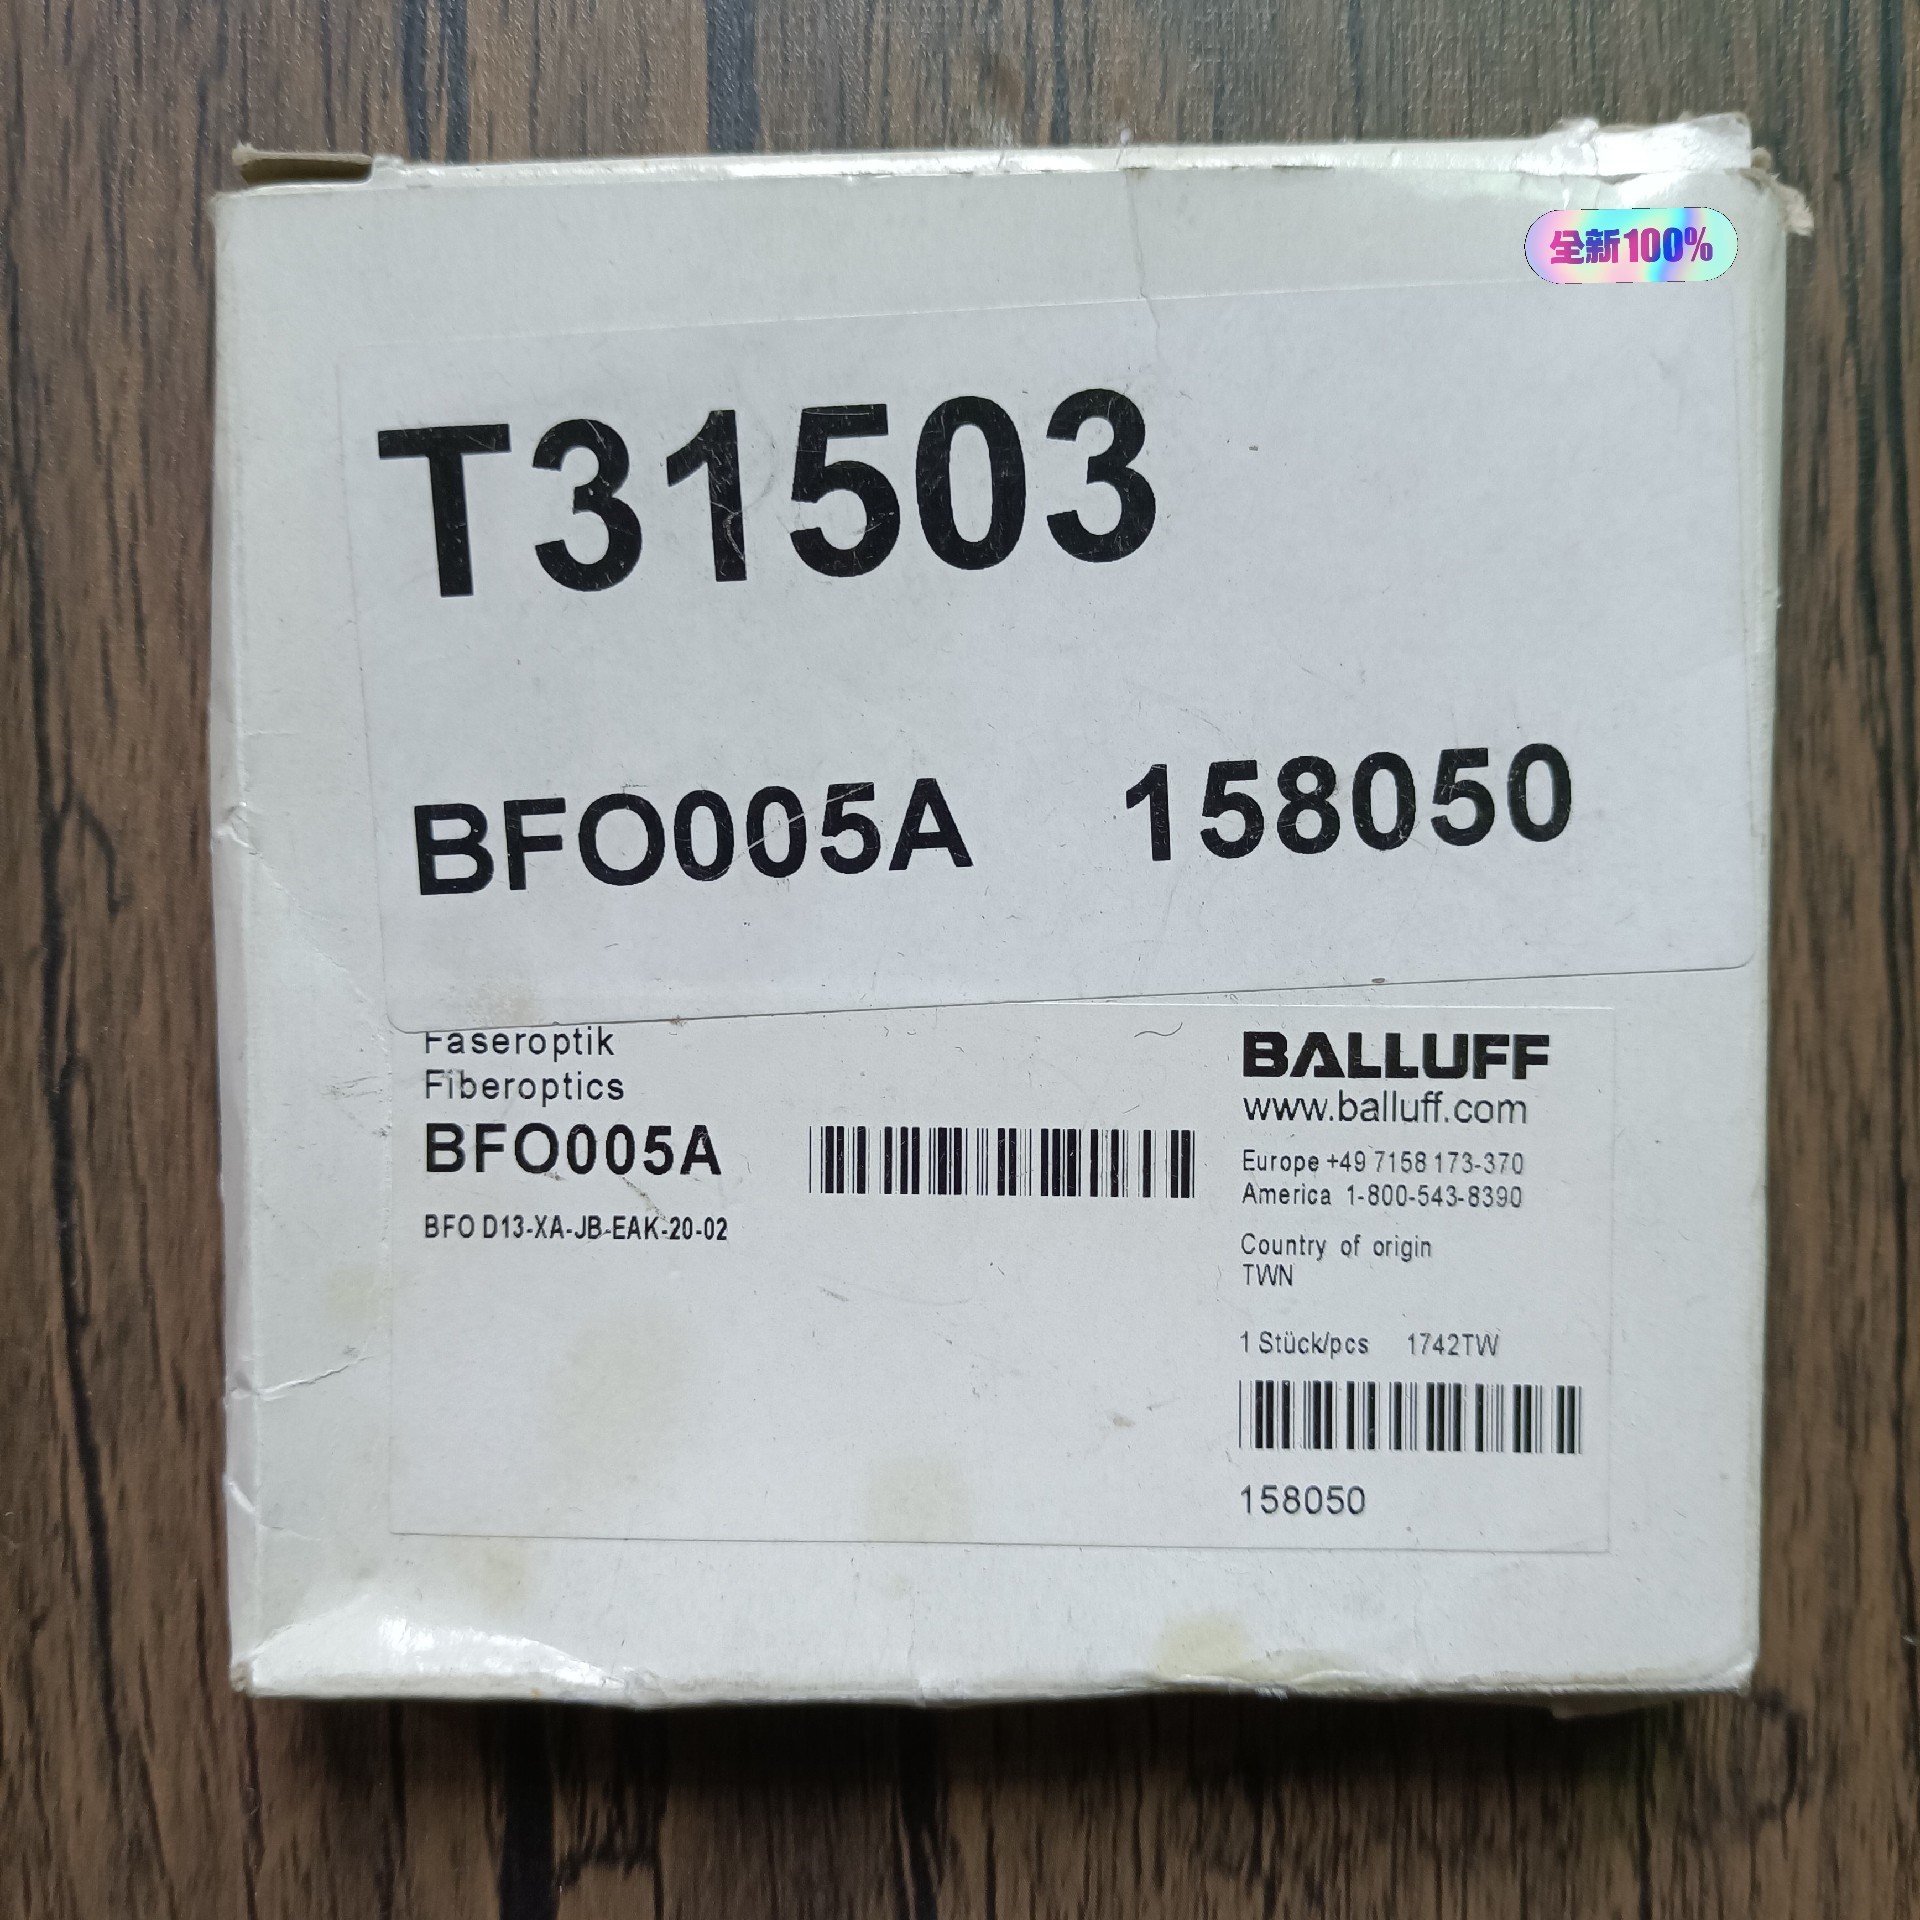 全新100%
T31503
BFO005A 158050
Faseroptik
Fiberoptics
BFO005A
BFO D13-XA-JB-EAK-20-02
BALLUFF
www.balluff.com
Europe +49 7158 173-370
America 1-800-543-8390
Country of origin
TWN
1 Stück/pcs 1742TW
158050